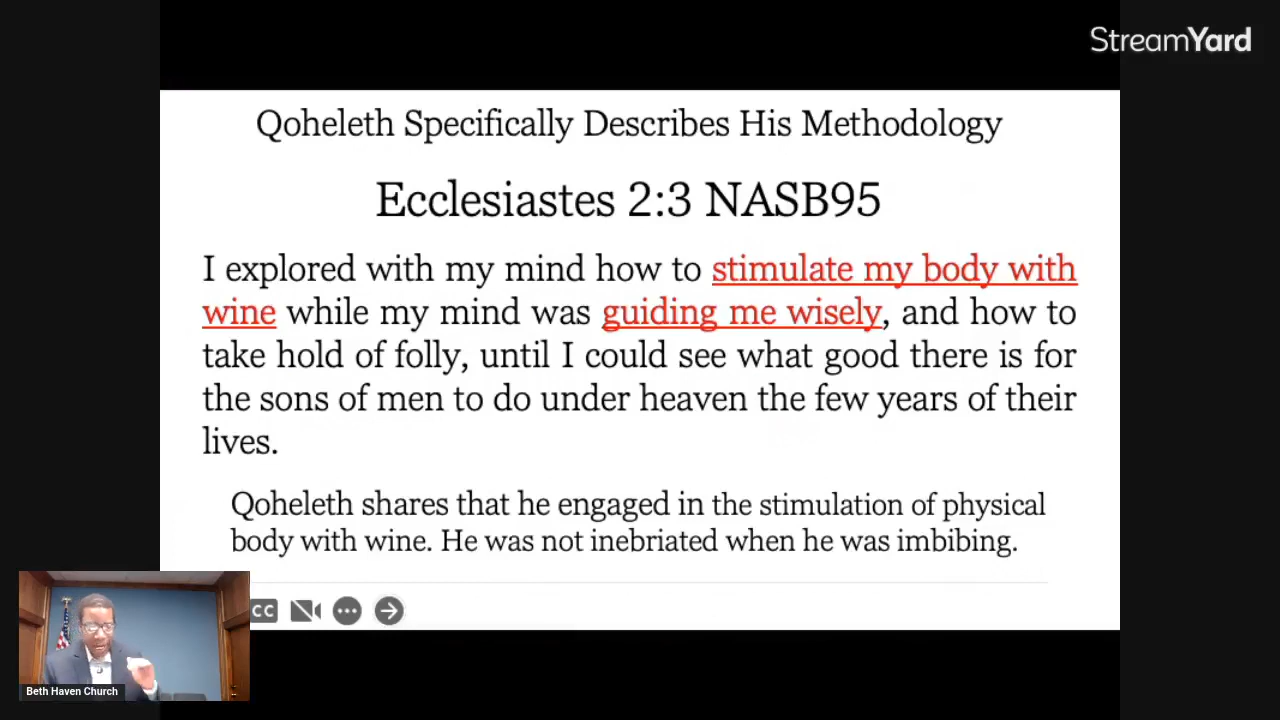 StreamYard
Qoheleth Specifically Describes His Methodology
Ecclesiastes 2:3 NASB95
I explored with my mind how to stimulate my body with
wine while my mind was guiding me wisely, and how to
take hold of folly, until I could see what good there is for
the sons of men to do under heaven the few years of their
lives.
Qoheleth shares that he engaged in the stimulation of physical
body with wine. He was not inebriated when he was imbibing.
CC
Beth Haven Church